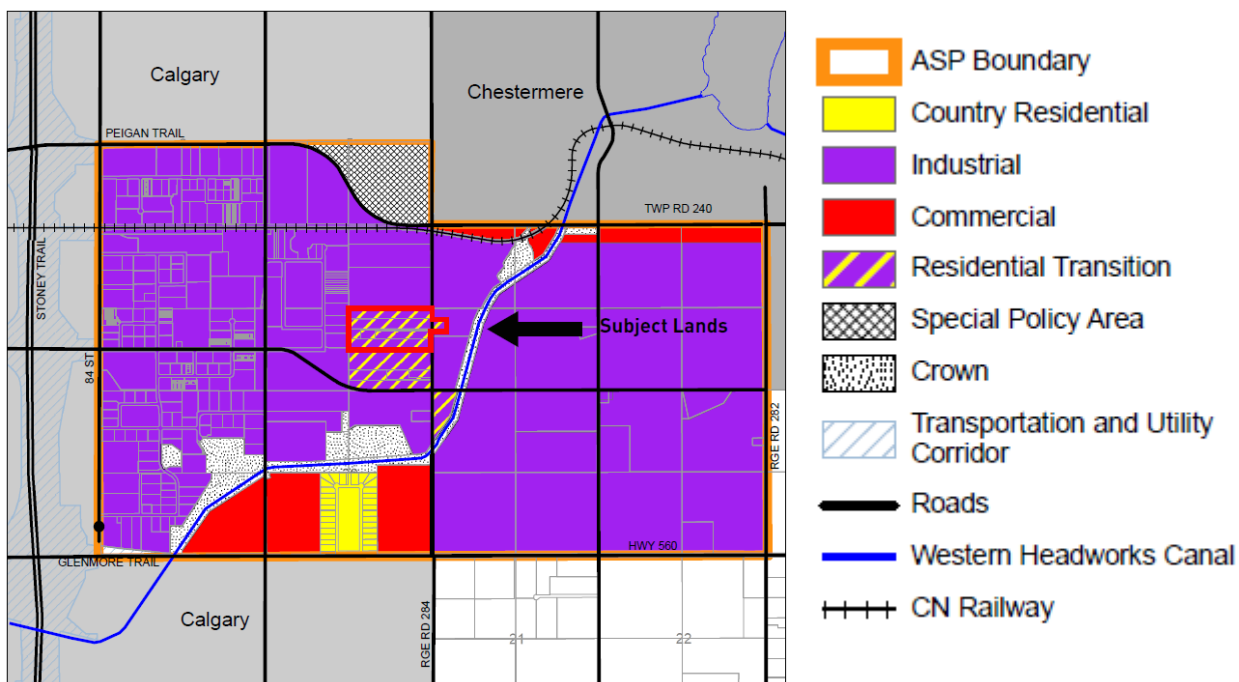 Calgary
Chestermere
PEIGAN TRAIL
TWP RD 240
STONEY TRAIL
Subject Lands
84 ST
RGE RD 282
HWY 560
GLENMORE TRAIL
Calgary
RGE RD 284
21
22
ASP Boundary
Country Residential
Industrial
Commercial
Residential Transition
Special Policy Area
Crown
Transportation and Utility
Corridor
Roads
Western Headworks Canal
CN Railway